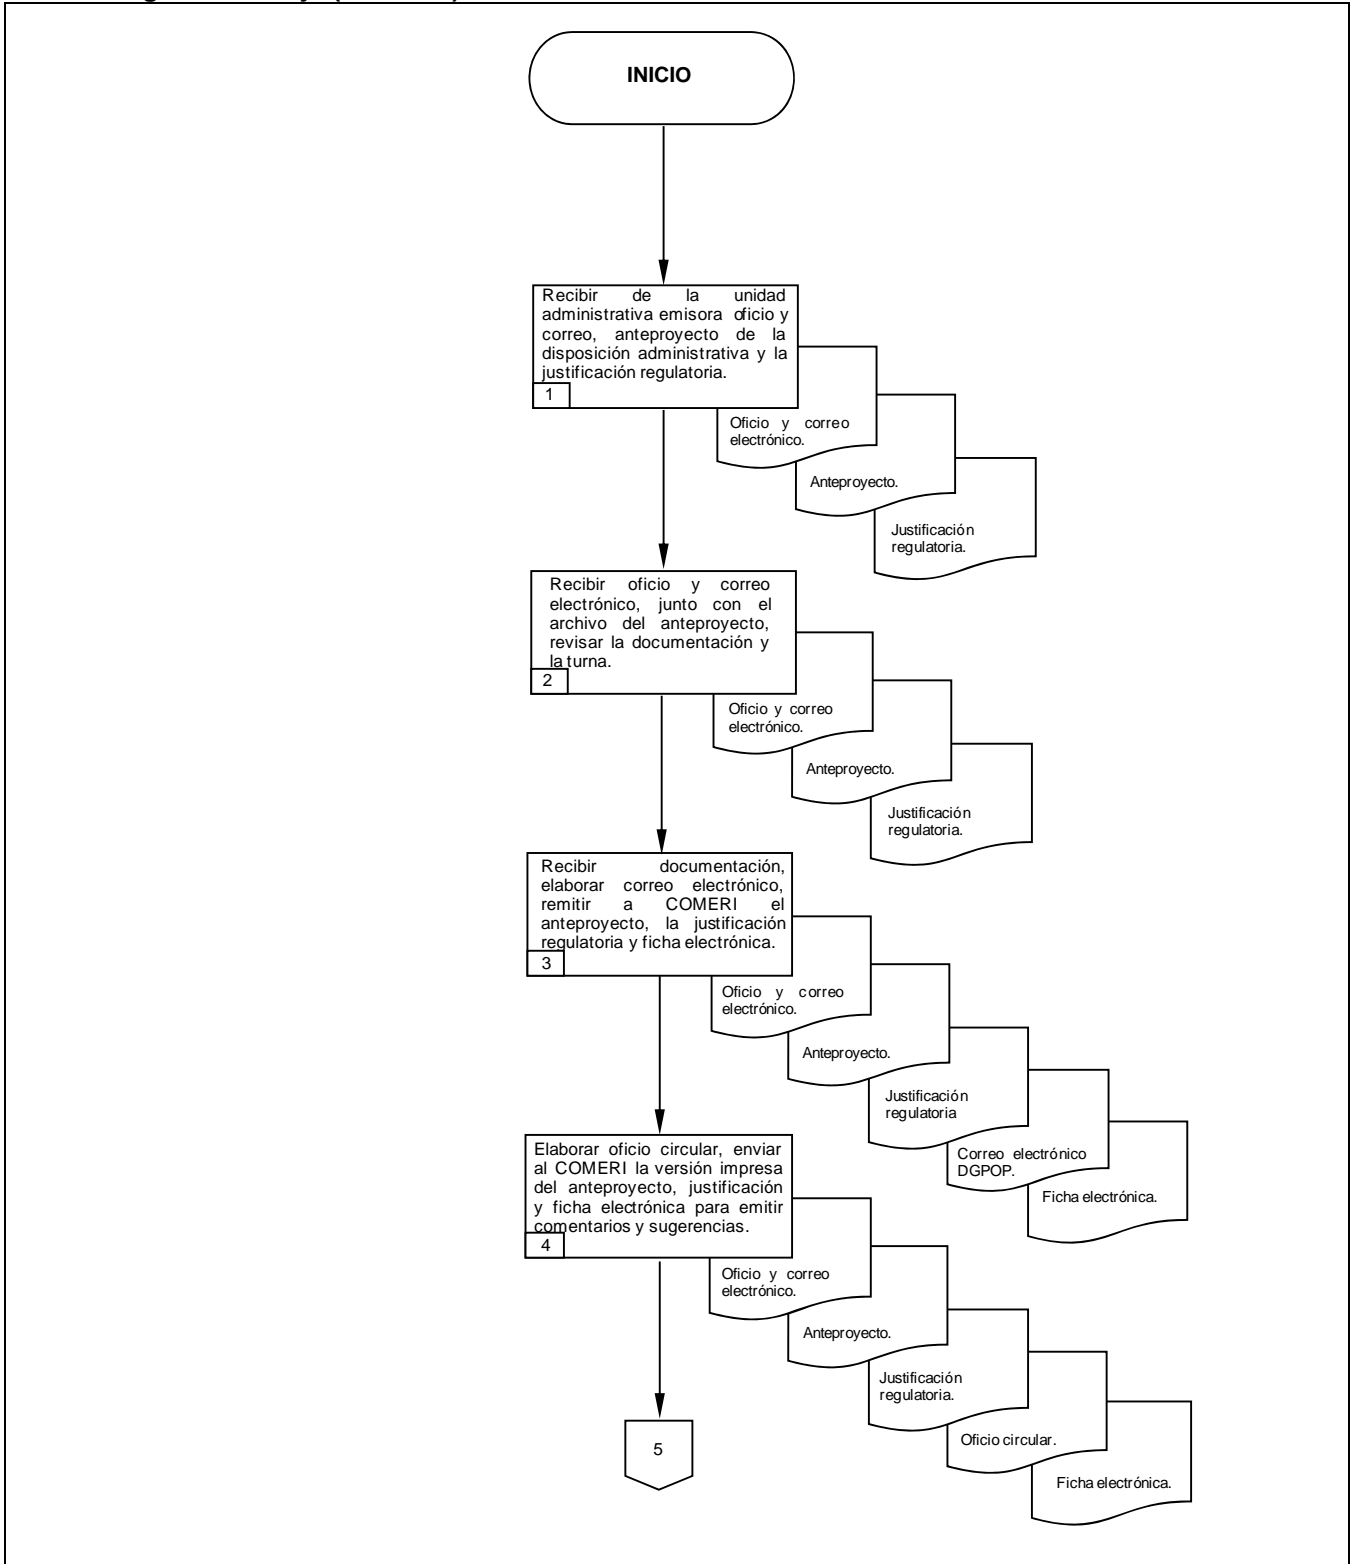 INICIO
Recibir de la unidad
administrativa emisora oficio y
correo, anteproyecto de la
disposición administrativa y la
justificación regulatoria.
1
Oficio y correo
electrónico.
Anteproyecto.
Justificación
regulatoria.
Recibir oficio y correo
electrónico, junto con el
archivo del anteproyecto,
revisar la documentación y
la turna.
2
Oficio y correo
electrónico.
Anteproyecto.
Justificación
regulatoria.
Recibir documentación,
elaborar correo electrónico,
remitir a COMERI el
anteproyecto, la justificación
regulatoria y ficha electrónica.
3
Oficio y correo
electrónico.
Anteproyecto.
Justificación
regulatoria
Correo electrónico
DGPOP.
Ficha electrónica.
Elaborar oficio circular, enviar
al COMERI la versión impresa
del anteproyecto, justificación
y ficha electrónica para emitir
comentarios y sugerencias.
4
Oficio y correo
electrónico.
Anteproyecto.
Justificación
regulatoria.
Oficio circular.
Ficha electrónica.
5